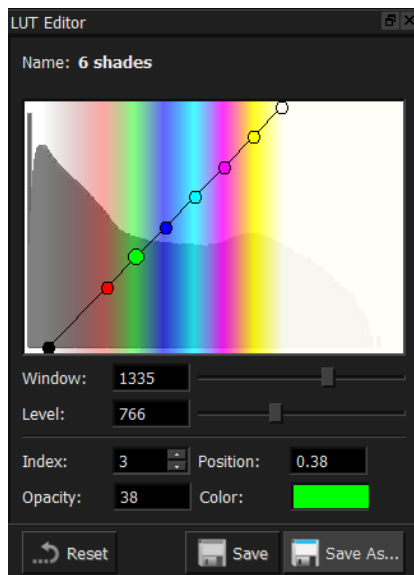 LUT Editor
Name: 6 shades
Window: 1335
Level: 766
Index: 3 Position: 0.38
Opacity: 38 Color:
Reset Save Save As...